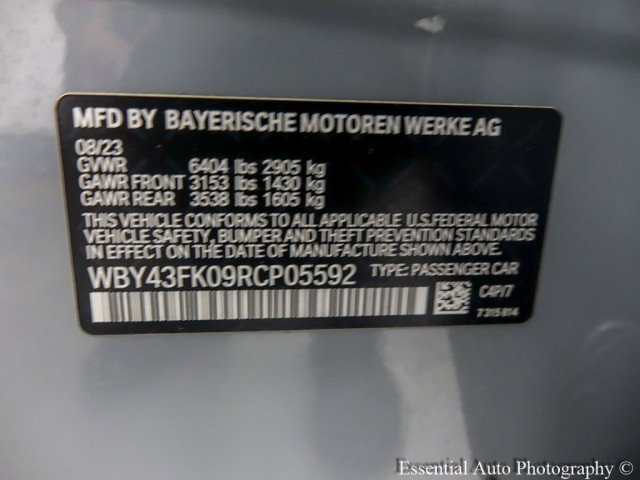 MFD BY BAYERISCHE MOTOREN WERKE AG
08/23
GVWR 6404 lbs 2905 kg
GAWR FRONT 3153 lbs 1430 kg
GAWR REAR 3538 lbs 1605 kg
THIS VEHICLE CONFORMS TO ALL APPLICABLE U.S.FEDERAL MOTOR
VEHICLE SAFETY, BUMPER AND THEFT PREVENTION STANDARDS
IN EFFECT ON THE DATE OF MANUFACTURE SHOWN ABOVE.
WBY43FK09RCP05592 TYPE: PASSENGER CAR
C4P/7
7315814
Essential Auto Photography ©